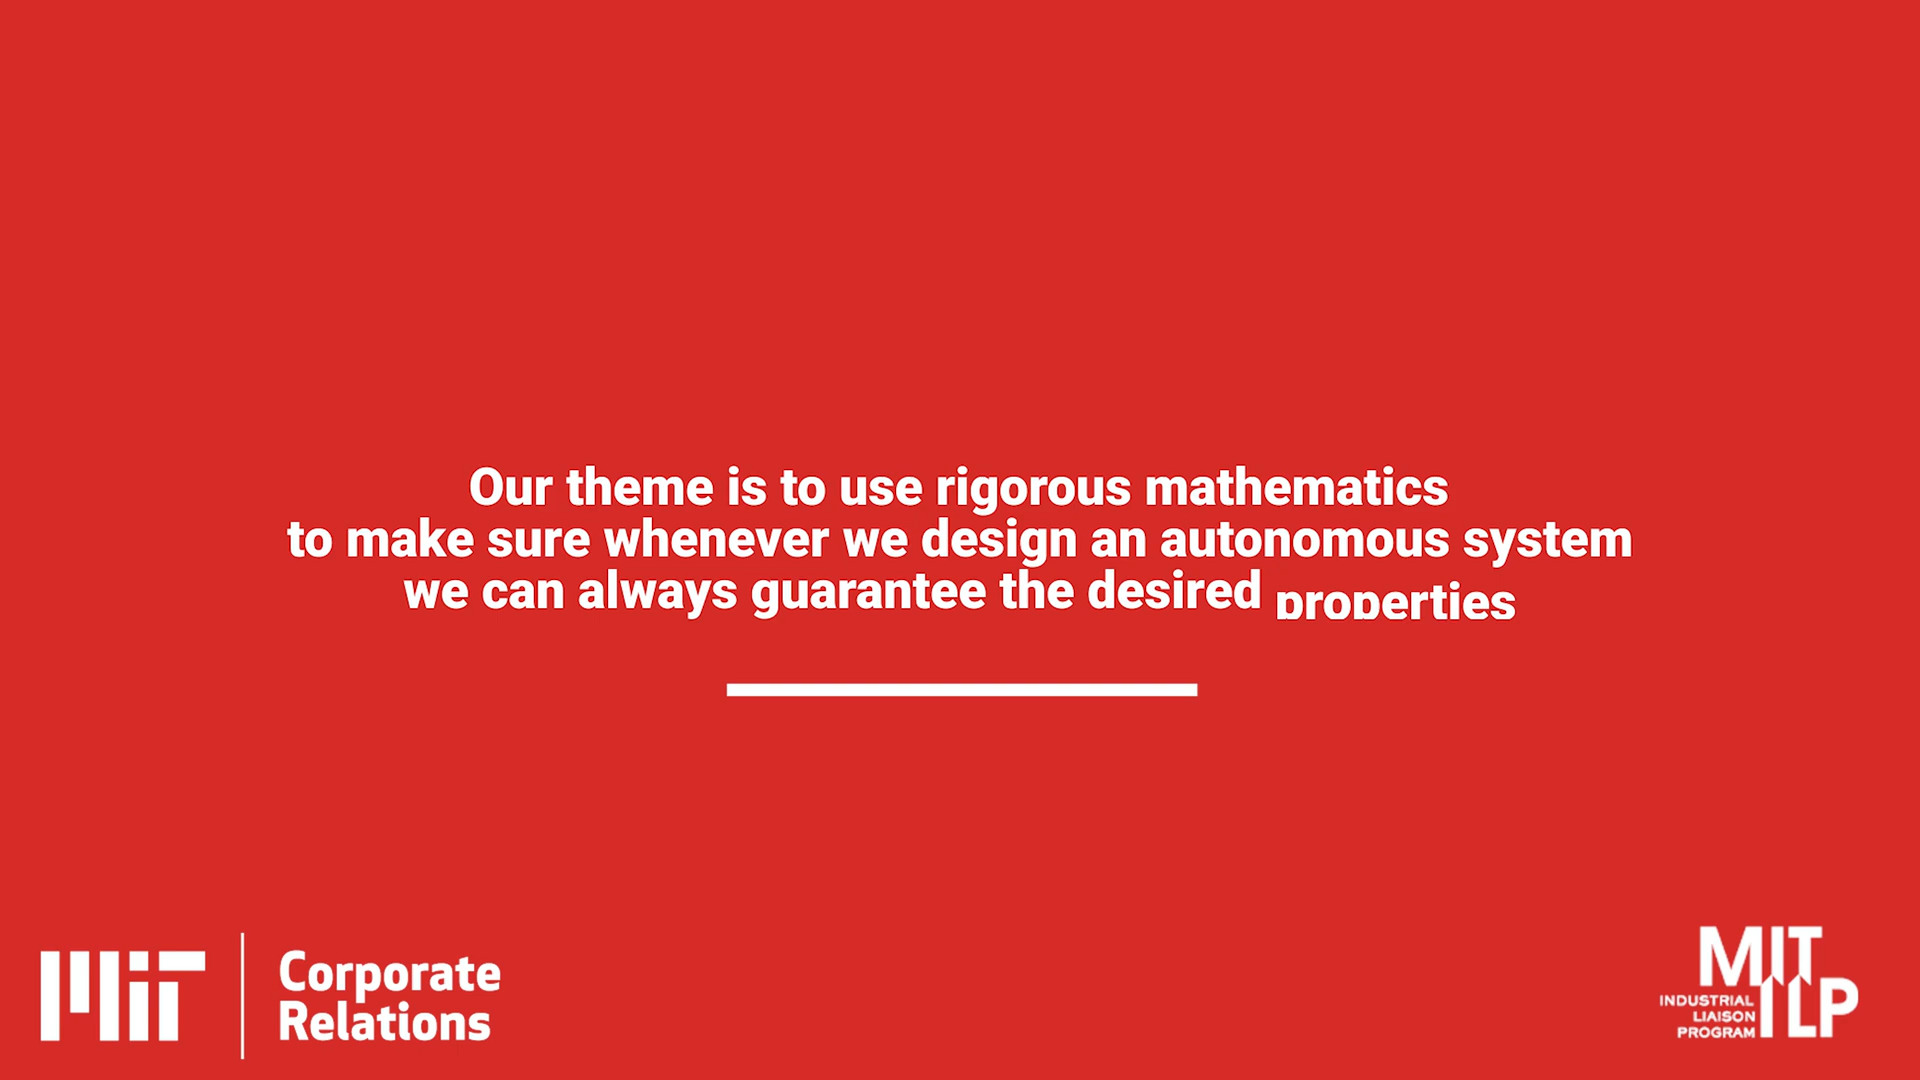 Our theme is to use rigorous mathematics
to make sure whenever we design an autonomous system
we can always guarantee the desired properties
MIT
Corporate
Relations
MIT
ILP
INDUSTRIAL
LIAISON
PROGRAM